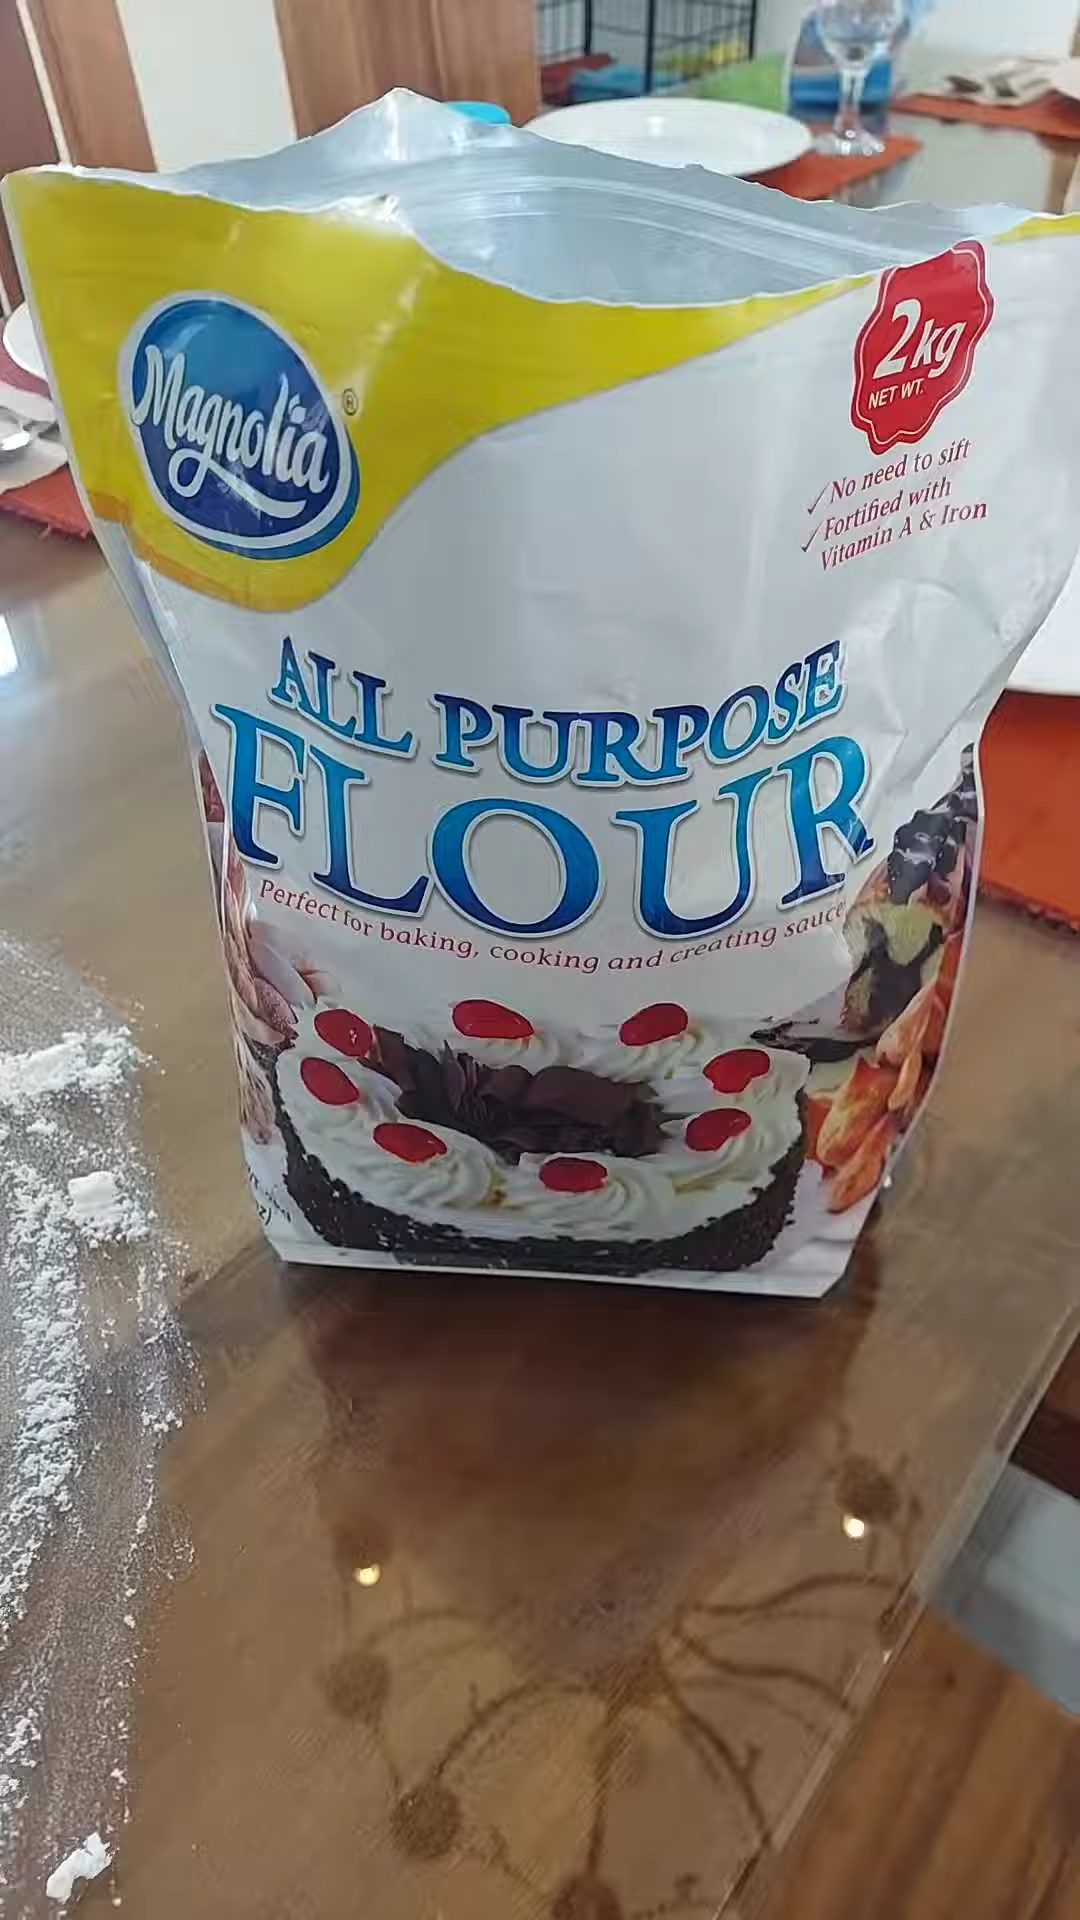 Magnolia
®
2kg
NET WT.
✓No need to sift
✓Fortified with
Vitamin A & Iron
ALL PURPOSE
FLOUR
Perfect for baking, cooking and creating sauce